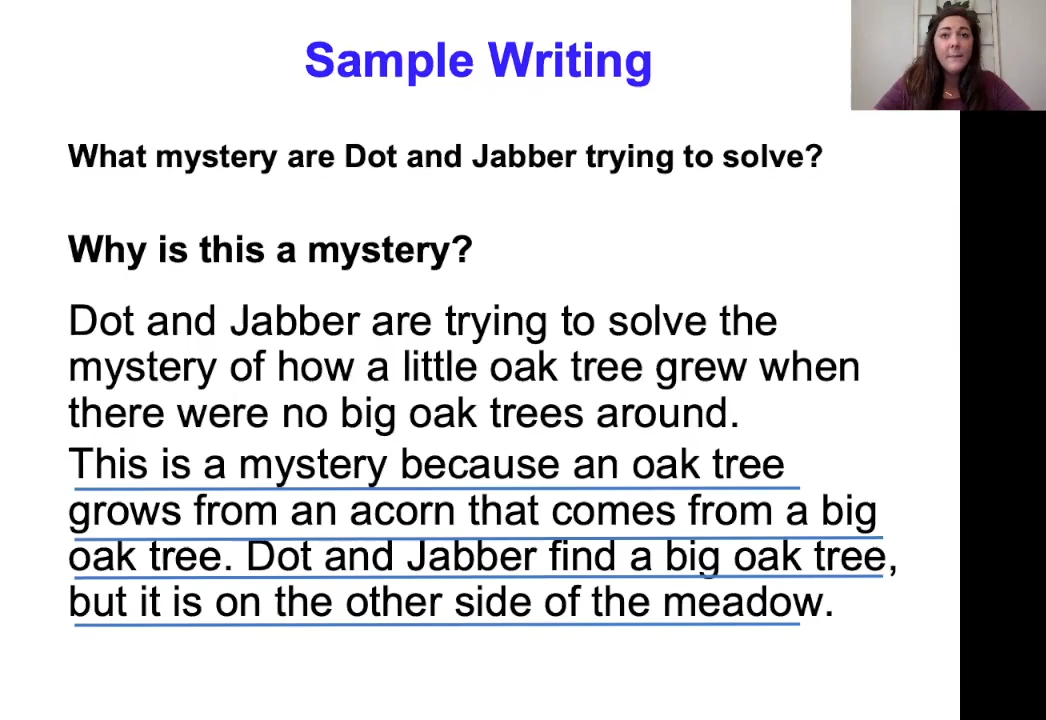 Sample Writing
What mystery are Dot and Jabber trying to solve?
Why is this a mystery?
Dot and Jabber are trying to solve the
mystery of how a little oak tree grew when
there were no big oak trees around.
This is a mystery because an oak tree
grows from an acorn that comes from a big
oak tree. Dot and Jabber find a big oak tree,
but it is on the other side of the meadow.